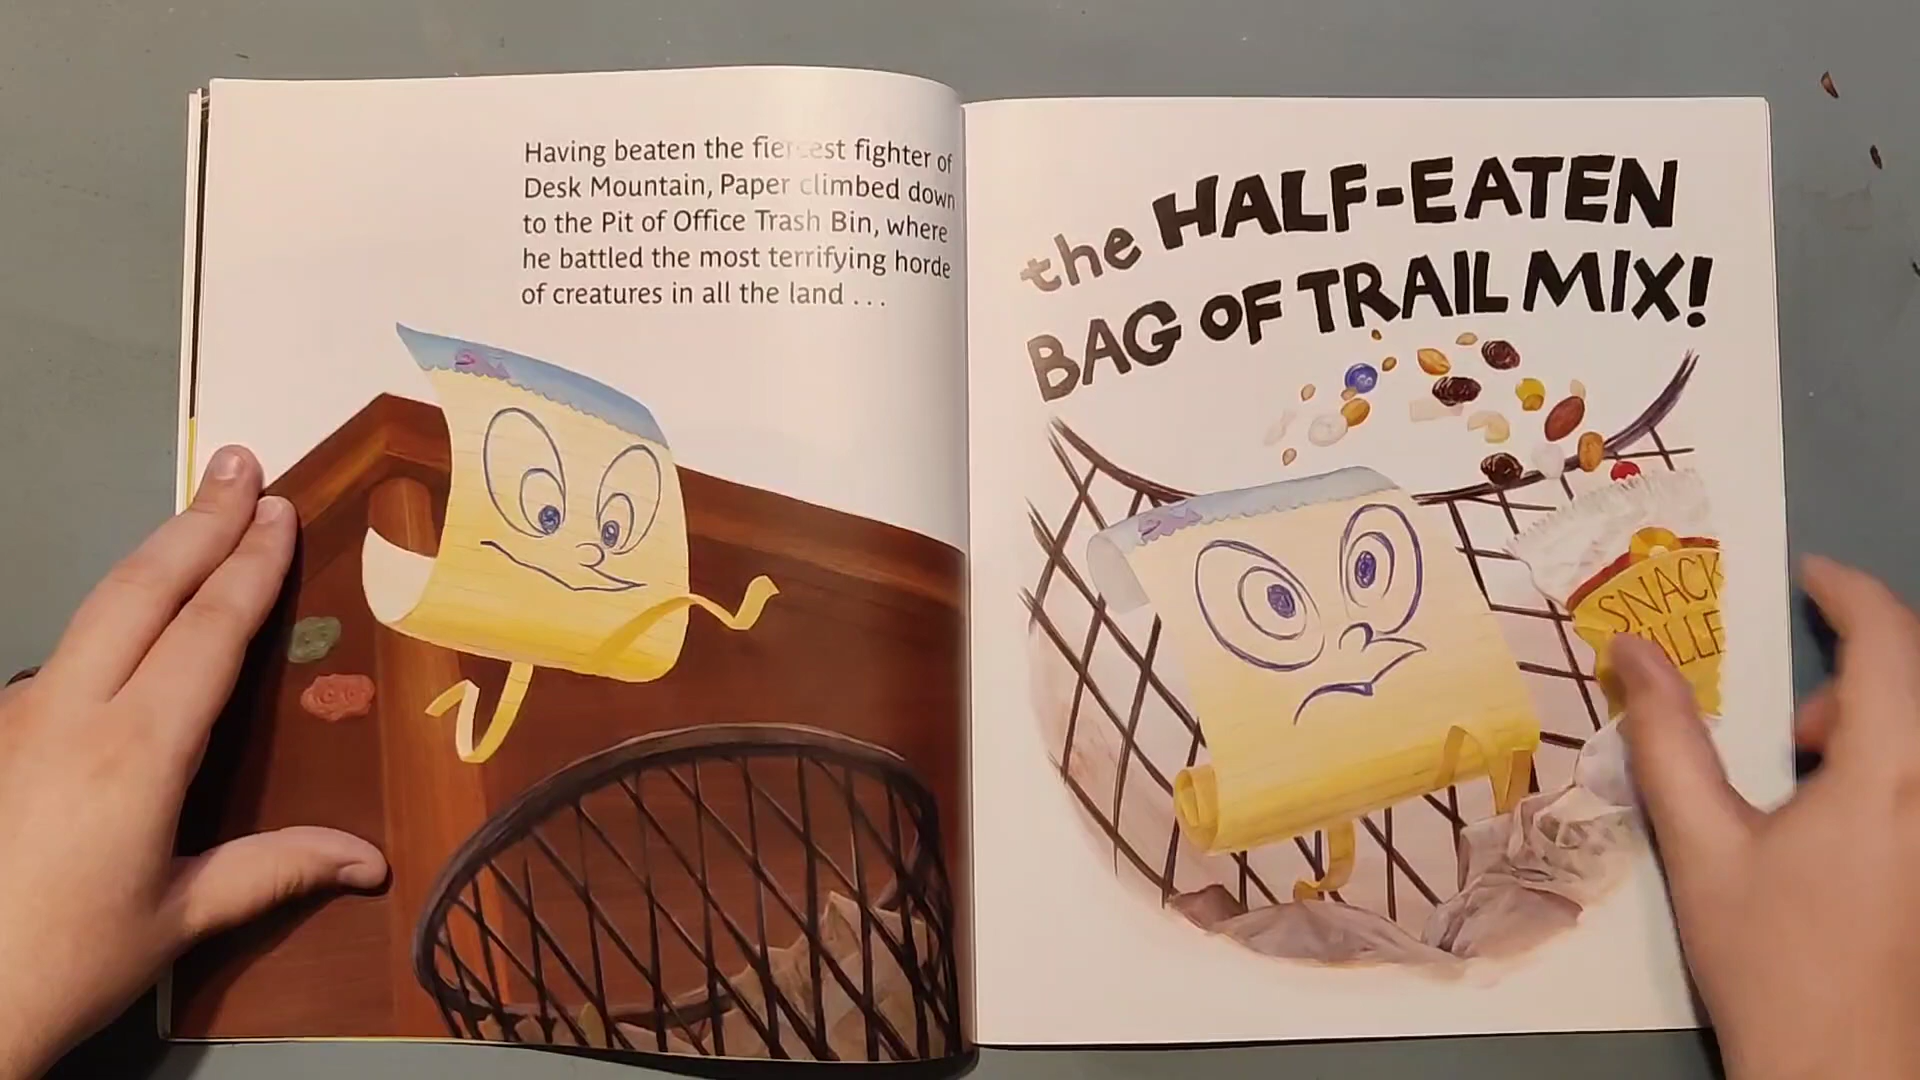 Having beaten the fiercest fighter of
Desk Mountain, Paper climbed down
to the Pit of Office Trash Bin, where
he battled the most terrifying horde
of creatures in all the land . . .
the HALF-EATEN
BAG OF TRAIL MIX!
SNACK